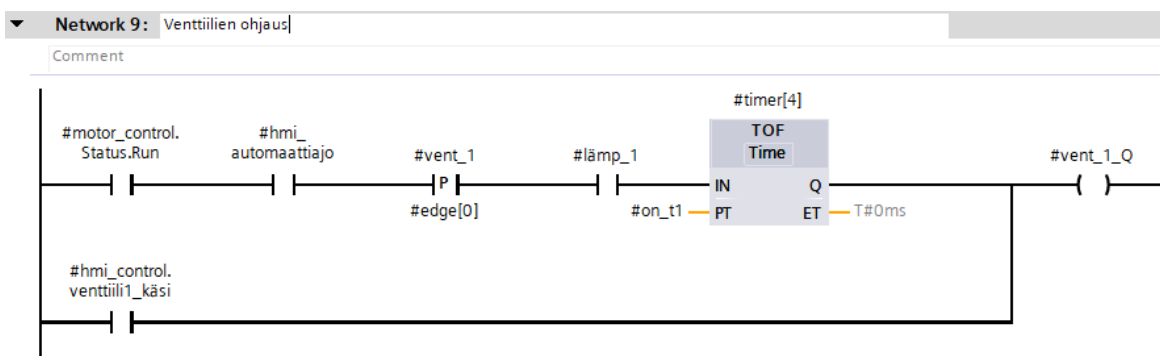 Network 9: Venttiilien ohjaus
Comment
#timer[4]
#motor_control.
Status.Run
#hmi_
automaattiajo
#vent_1
P
#edge[0]
#lämp_1
TOF
Time
IN
Q
#on_t1
PT
ET
T#0ms
#vent_1_Q
#hmi_control.
venttiili1_käsi